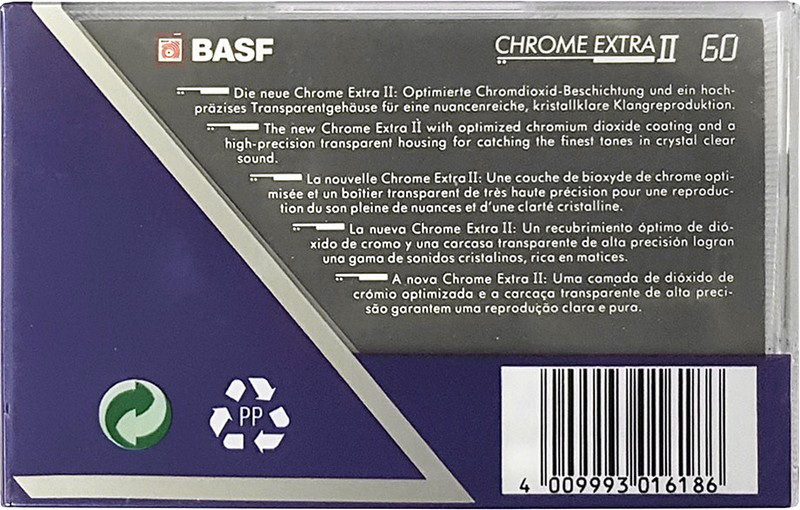 BASF
CHROME EXTRA II 60
Die neue Chrome Extra II: Optimierte Chromdioxid-Beschichtung und ein hoch-
präzises Transparentgehäuse für eine nuancenreiche, kristallklare Klangreproduktion.
The new Chrome Extra II with optimized chromium dioxide coating and a
high-precision transparent housing for catching the finest tones in crystal clear
sound.
La nouvelle Chrome Extra II: Une couche de bioxyde de chrome opti-
misée et un boîtier transparent de très haute précision pour une reproduc-
tion du son pleine de nuances et d'une clarté cristalline.
La nueva Chrome Extra II: Un recubrimiento óptimo de dió-
xido de cromo y una carcasa transparente de alta precisión logran
una gama de sonidos cristalinos, rica en matices.
A nova Chrome Extra II: Uma camada de dióxido de
crómio optimizada e a carcaça transparente de alta preci-
são garantem uma reprodução clara e pura.
PP
4 009993 016186